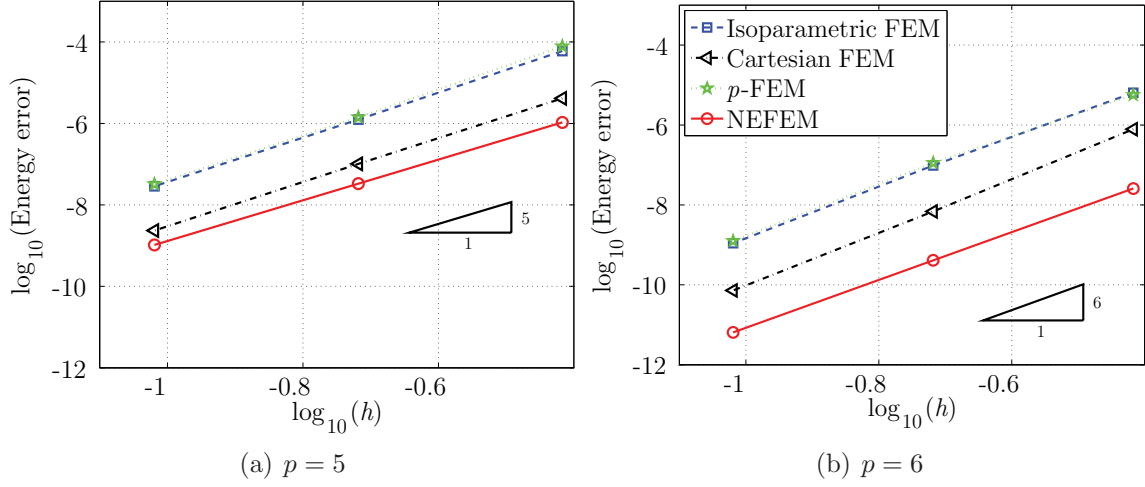 -4
-6
-8
-10
-12
-1
-0.8
-0.6
log10(Energy error)
log10(h)
5
1
(a) p = 5
Isoparametric FEM
Cartesian FEM
p-FEM
NEFEM
-4
-6
-8
-10
-12
-1
-0.8
-0.6
log10(Energy error)
log10(h)
6
1
(b) p = 6